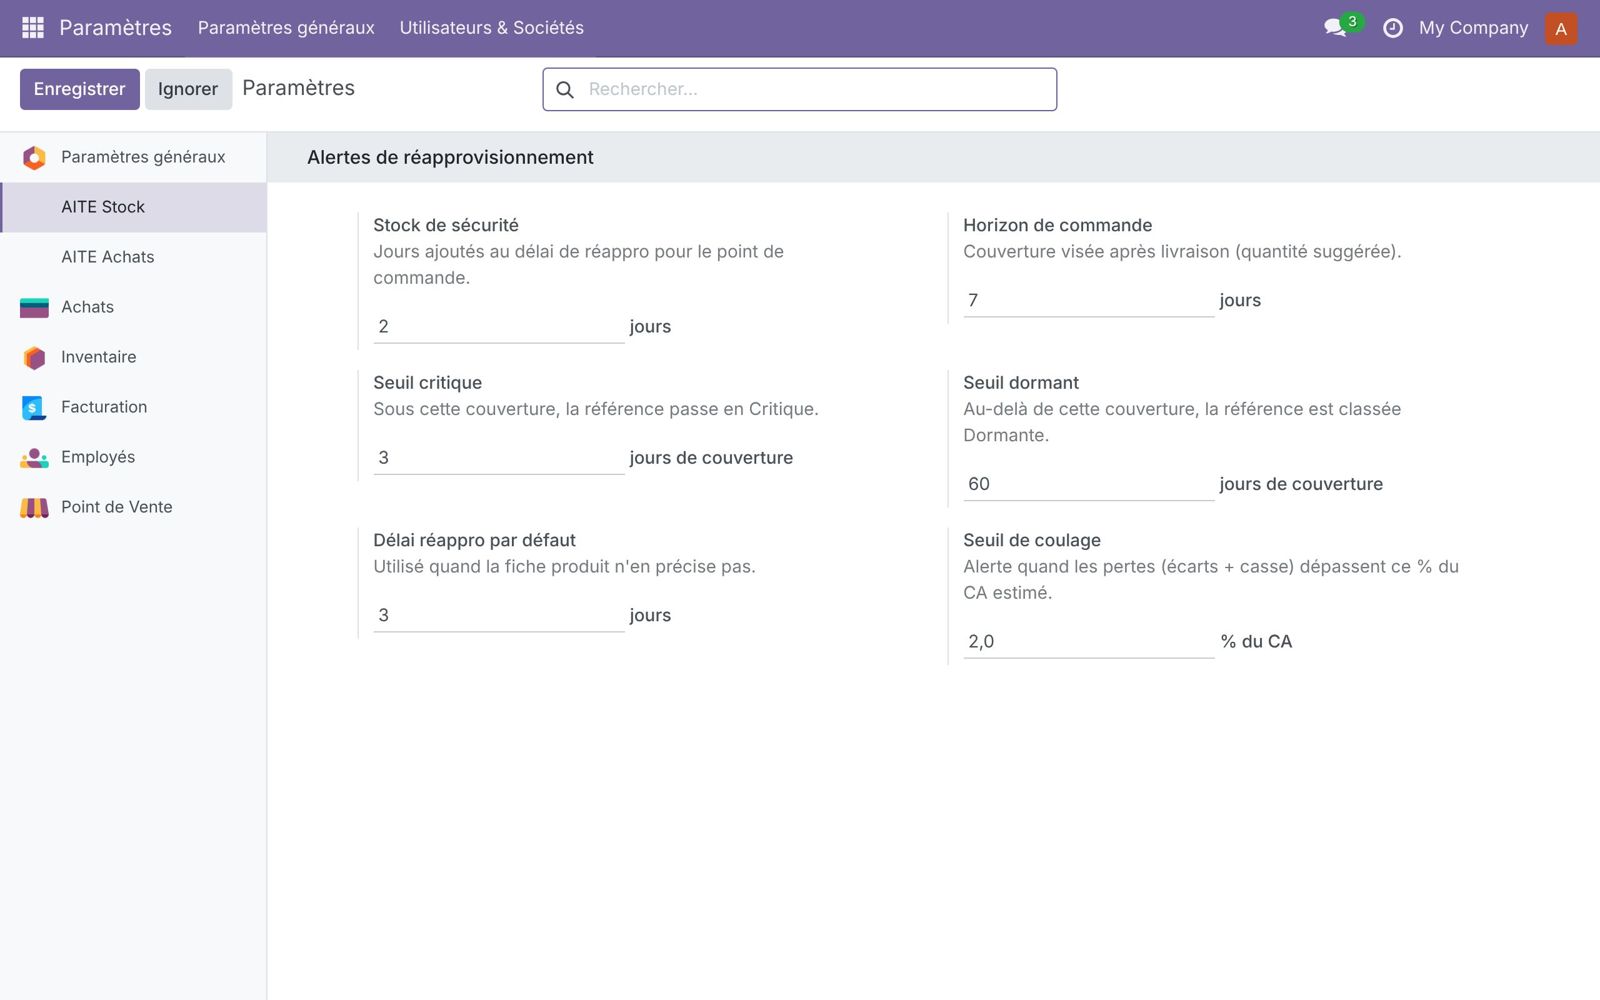 Paramètres Paramètres généraux Utilisateurs & Sociétés 3 My Company A
Enregistrer Ignorer Paramètres Rechercher...
Paramètres généraux
AITE Stock
AITE Achats
Achats
Inventaire
Facturation
Employés
Point de Vente
Alertes de réapprovisionnement
Stock de sécurité
Jours ajoutés au délai de réappro pour le point de
commande.
2 jours
Horizon de commande
Couverture visée après livraison (quantité suggérée).
7 jours
Seuil critique
Sous cette couverture, la référence passe en Critique.
3 jours de couverture
Seuil dormant
Au-delà de cette couverture, la référence est classée
Dormante.
60 jours de couverture
Délai réappro par défaut
Utilisé quand la fiche produit n'en précise pas.
3 jours
Seuil de coulage
Alerte quand les pertes (écarts + casse) dépassent ce % du
CA estimé.
2,0 % du CA